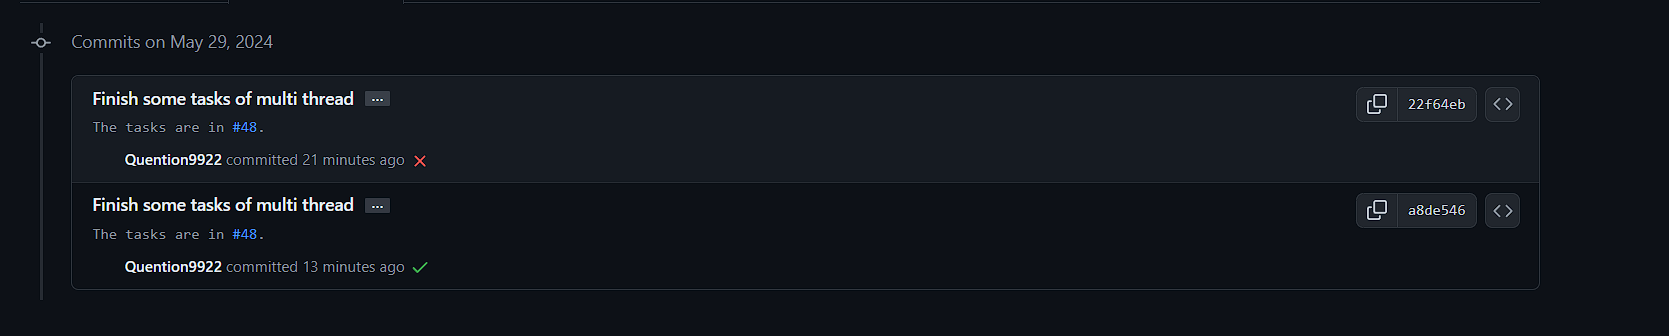 Commits on May 29, 2024
Finish some tasks of multi thread ...
22f64eb
The tasks are in #48.
Quention9922 committed 21 minutes ago
Finish some tasks of multi thread ...
a8de546
The tasks are in #48.
Quention9922 committed 13 minutes ago